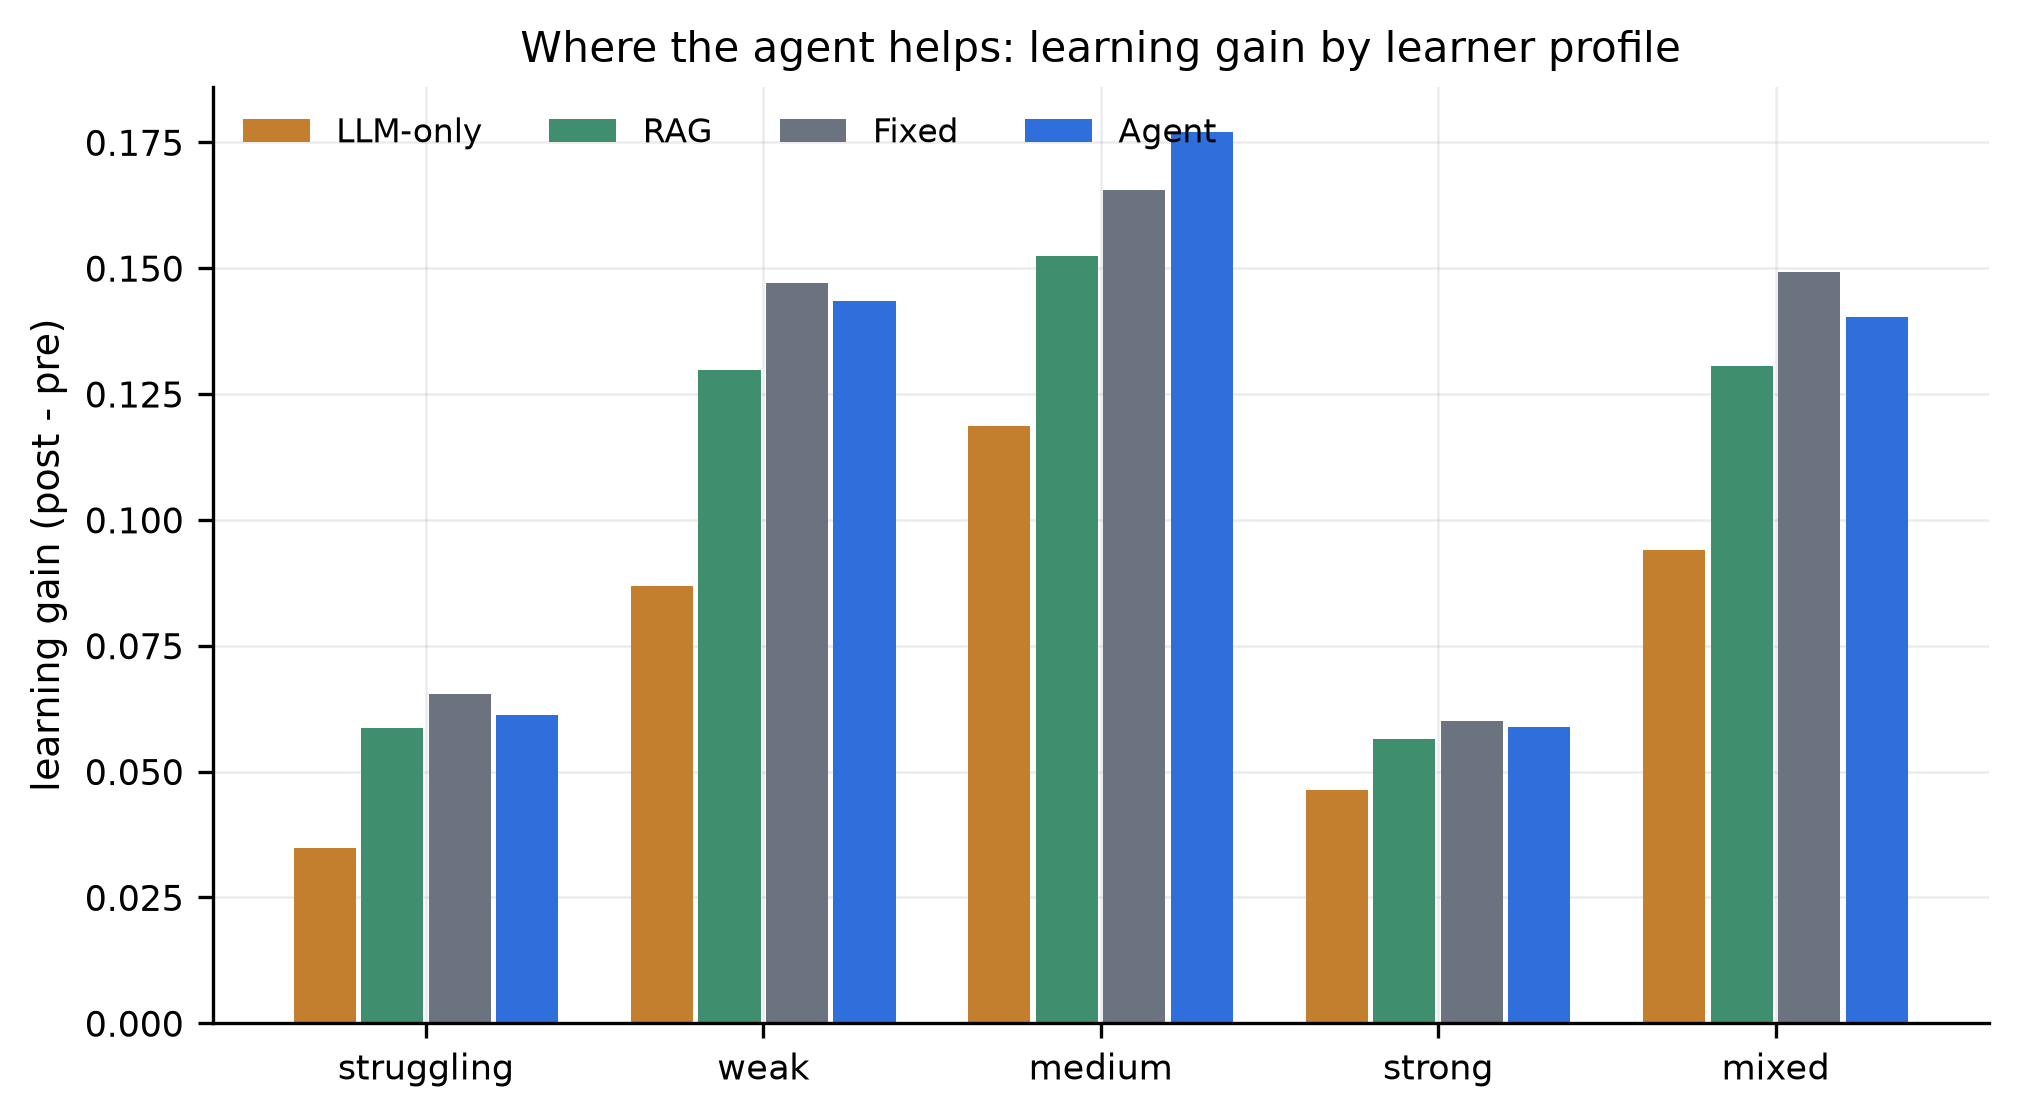 Where the agent helps: learning gain by learner profile
LLM-only RAG Fixed Agent
learning gain (post - pre)
0.175
0.150
0.125
0.100
0.075
0.050
0.025
0.000
struggling weak medium strong mixed